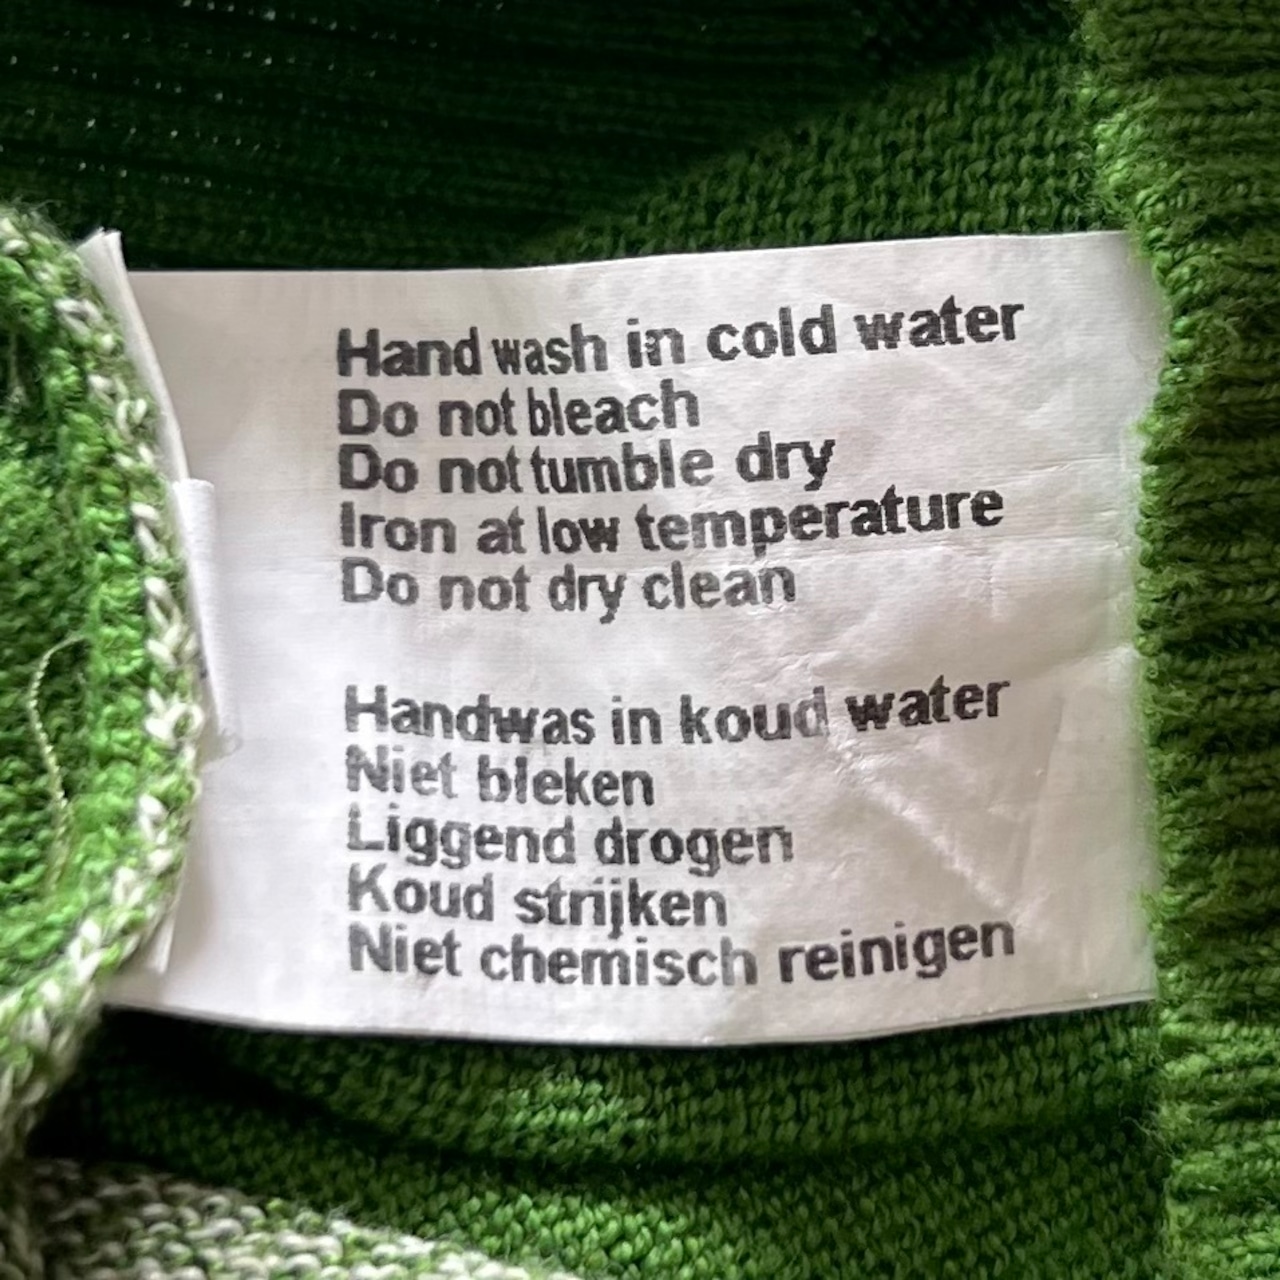 Hand wash in cold water
Do not bleach
Do not tumble dry
Iron at low temperature
Do not dry clean
Handwas in koud water
Niet bleken
Liggend drogen
Koud strijken
Niet chemisch reinigen